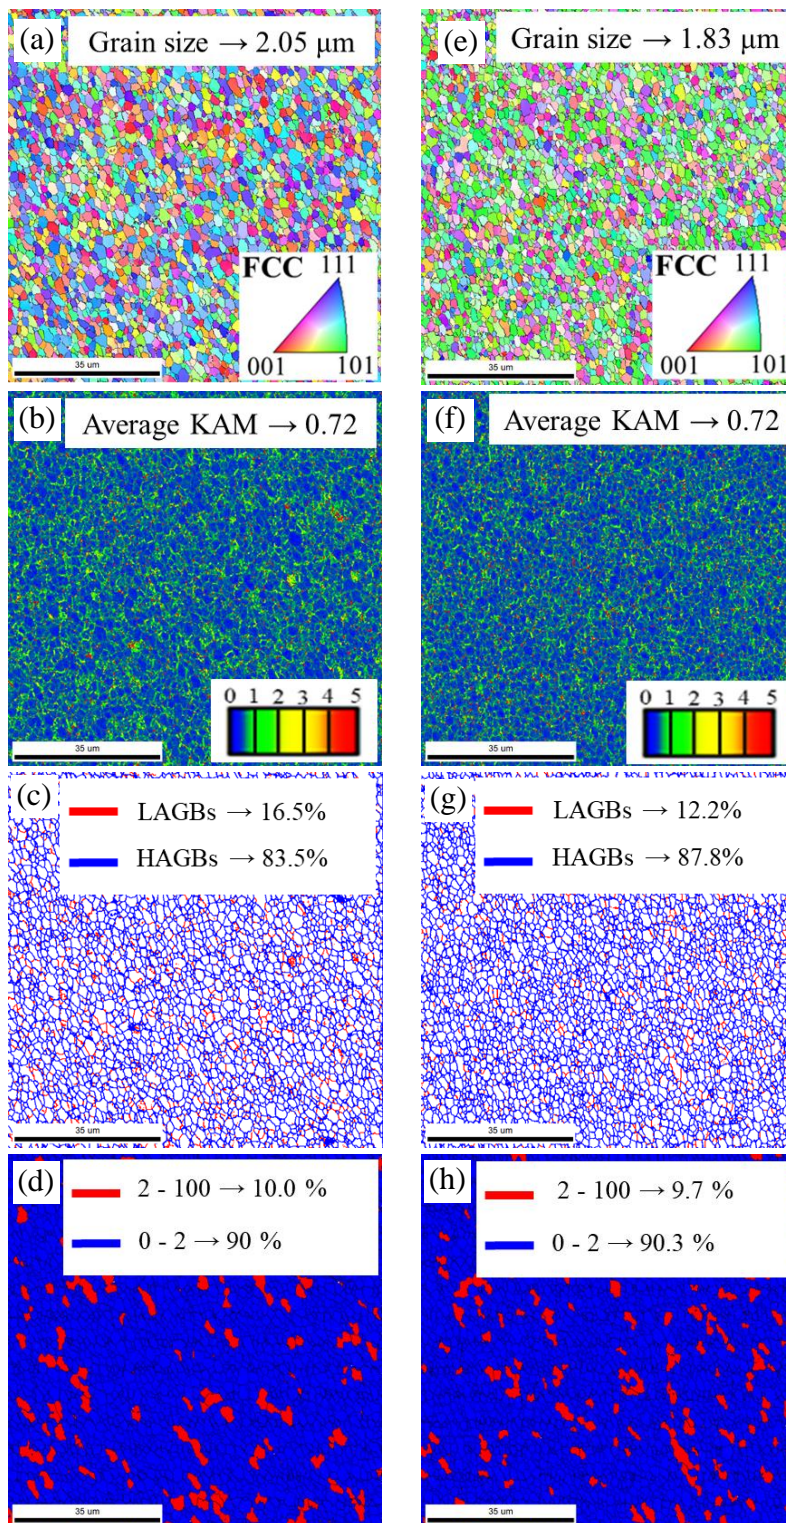 (a) Grain size → 2.05 μm
FCC 111
001 101
35 um
(e) Grain size → 1.83 μm
FCC 111
001 101
35 um
(b) Average KAM → 0.72
0 1 2 3 4 5
35 um
(f) Average KAM → 0.72
0 1 2 3 4 5
35 um
(c) LAGBs → 16.5%
HAGBs → 83.5%
35 um
(g) LAGBs → 12.2%
HAGBs → 87.8%
35 um
(d) 2 - 100 → 10.0 %
0 - 2 → 90 %
35 um
(h) 2 - 100 → 9.7 %
0 - 2 → 90.3 %
35 um